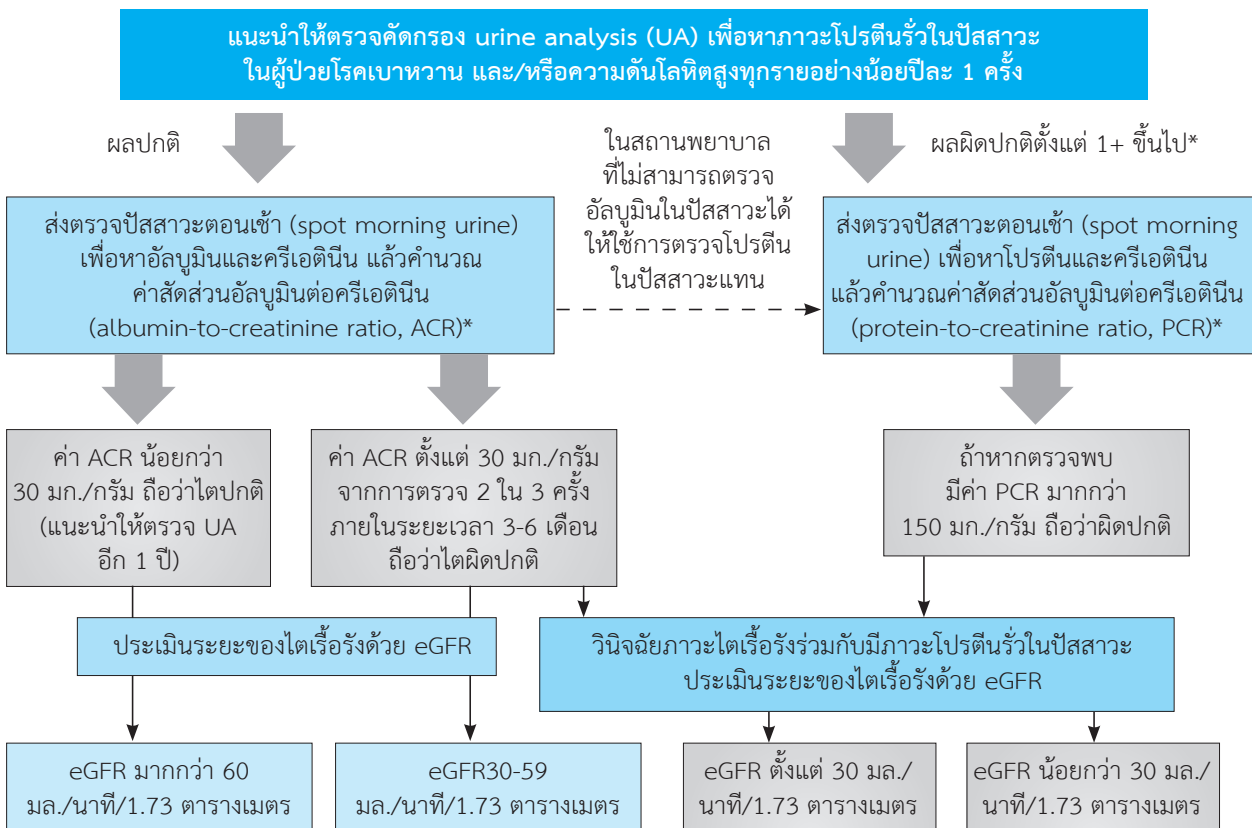 แนะนำให้ตรวจคัดกรอง urine analysis (UA) เพื่อหาภาวะโปรตีนรั่วในปัสสาวะ
ในผู้ป่วยโรคเบาหวาน และ/หรือความดันโลหิตสูงทุกรายอย่างน้อยปีละ 1 ครั้ง
ผลปกติ
ในสถานพยาบาล
ที่ไม่สามารถตรวจ
อัลบูมินในปัสสาวะได้
ให้ใช้การตรวจโปรตีน
ในปัสสาวะแทน
ผลผิดปกติตั้งแต่ 1+ ขึ้นไป*
ส่งตรวจปัสสาวะตอนเช้า (spot morning urine)
เพื่อหาอัลบูมินและครีเอตินีน แล้วคำนวณ
ค่าสัดส่วนอัลบูมินต่อครีเอตินีน
(albumin-to-creatinine ratio, ACR)*
ส่งตรวจปัสสาวะตอนเช้า (spot morning
urine) เพื่อหาโปรตีนและครีเอตินีน
แล้วคำนวณค่าสัดส่วนอัลบูมินต่อครีเอตินีน
(protein-to-creatinine ratio, PCR)*
ค่า ACR น้อยกว่า
30 มก./กรัม ถือว่าไตปกติ
(แนะนำให้ตรวจ UA
อีก 1 ปี)
ค่า ACR ตั้งแต่ 30 มก./กรัม
จากการตรวจ 2 ใน 3 ครั้ง
ภายในระยะเวลา 3-6 เดือน
ถือว่าไตผิดปกติ
ถ้าหากตรวจพบ
มีค่า PCR มากกว่า
150 มก./กรัม ถือว่าผิดปกติ
ประเมินระยะของไตเรื้อรังด้วย eGFR
วินิจฉัยภาวะไตเรื้อรังร่วมกับมีภาวะโปรตีนรั่วในปัสสาวะ
ประเมินระยะของไตเรื้อรังด้วย eGFR
eGFR มากกว่า 60
มล./นาที/1.73 ตารางเมตร
eGFR30-59
มล./นาที/1.73 ตารางเมตร
eGFR ตั้งแต่ 30 มล./
นาที/1.73 ตารางเมตร
eGFR น้อยกว่า 30 มล./
นาที/1.73 ตารางเมตร